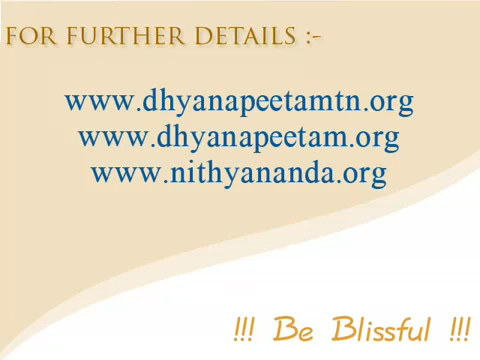 FOR FURTHER DETAILS :-
www.dhyanapeetamtn.org
www.dhyanapeetam.org
www.nithyananda.org
!!! Be Blissful !!!